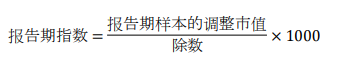 报告期指数 = 报告期样本的调整市值 / 除数 × 1000